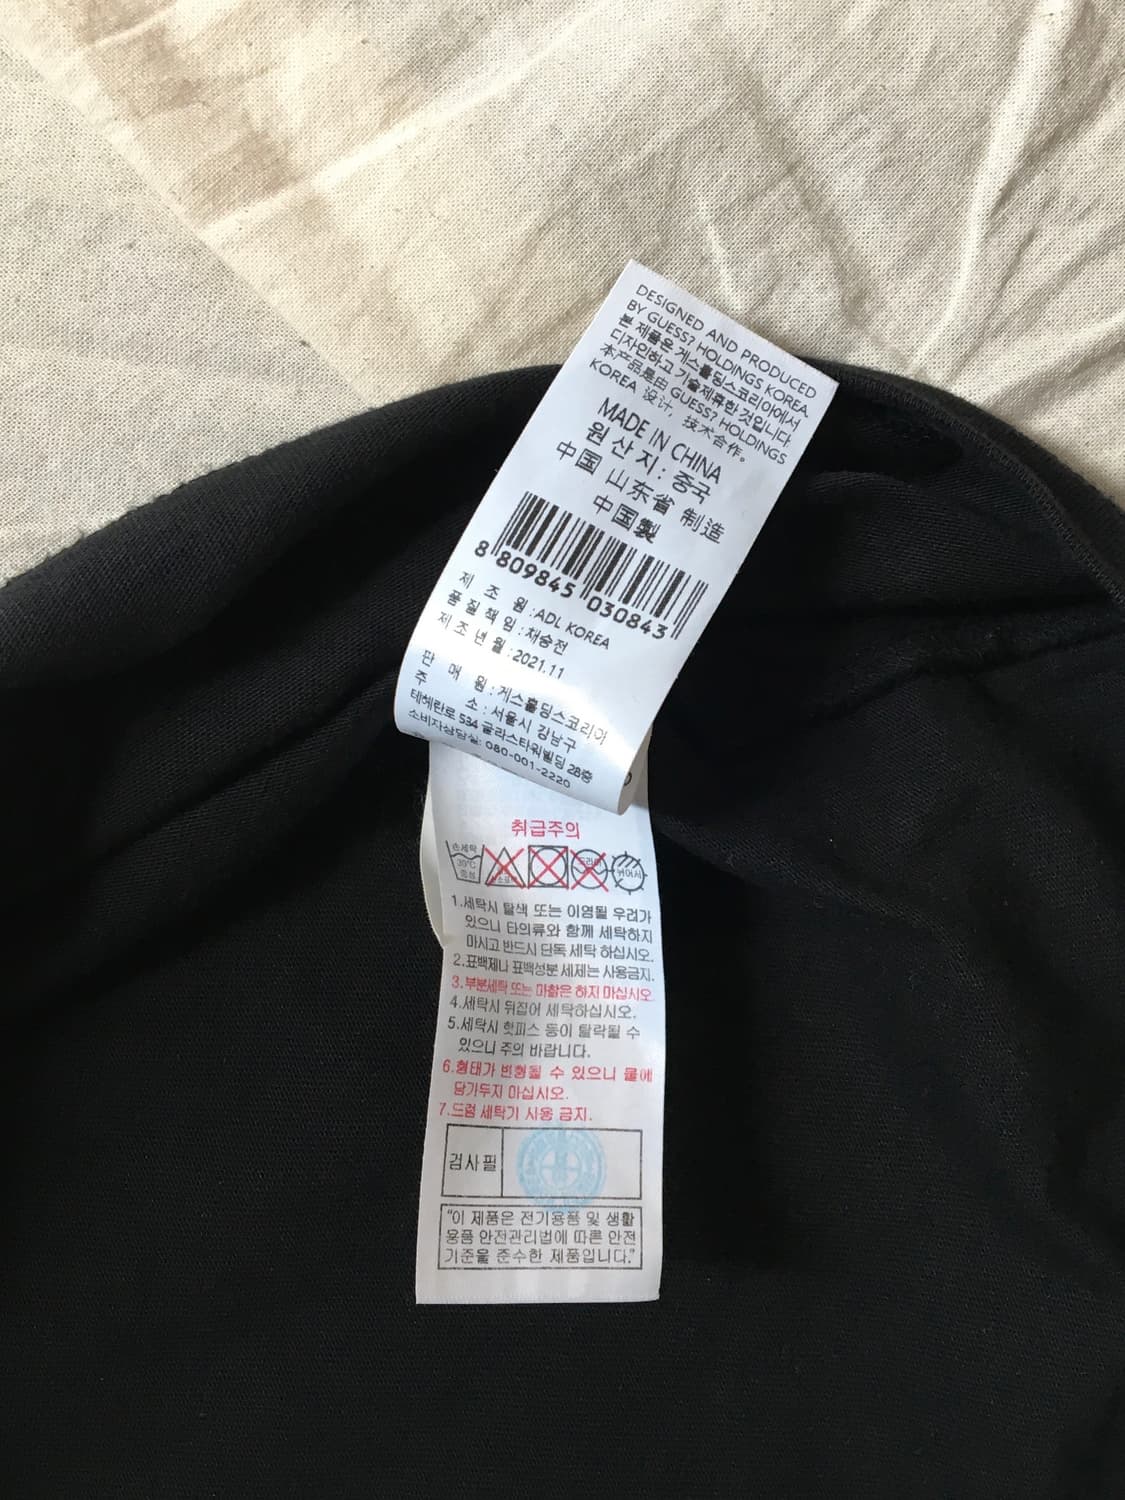 DESIGNED AND PRODUCED
BY GUESS? HOLDINGS KOREA.
본 제품은 게스홀딩스코리아에서
디자인하고 기술제휴한 것입니다.
本产品是由 GUESS? HOLDINGS
KOREA 设计, 技术合作。
MADE IN CHINA
원산지: 중국
中国 山东省 制造
中国製
8 809845 030843
제 조 원 : ADL KOREA
품질책임 : 채승전
제조년월 : 2021.11
판 매 원 : 게스홀딩스코리아
주 소 : 서울시 강남구
테헤란로 534 글라스타워빌딩 28층
소비자상담실: 080-001-2220
취급주의
손세탁
30℃
중성
드라이
뉘어서
1.세탁시 탈색 또는 이염될 우려가
있으니 타의류와 함께 세탁하지
마시고 반드시 단독 세탁 하십시오.
2.표백제나 표백성분 세제는 사용금지.
3.부분세탁 또는 마찰은 하지 마십시오.
4.세탁시 뒤집어 세탁하십시오.
5.세탁시 핫피스 등이 탈락될 수
있으니 주의 바랍니다.
6.형태가 변형될 수 있으니 물에
담가두지 마십시오.
7.드럼 세탁기 사용 금지.
검사필
"이 제품은 전기용품 및 생활
용품 안전관리법에 따른 안전
기준을 준수한 제품입니다."